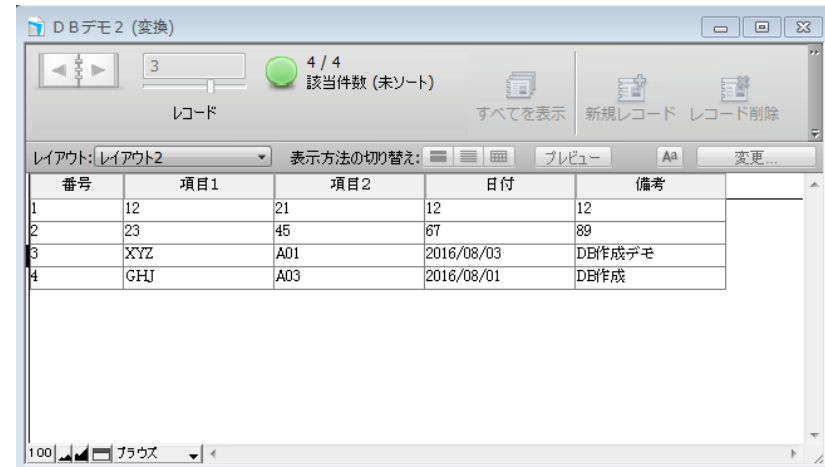 DBデモ2 (変換)
3
4 / 4
該当件数 (未ソート)
レコード
すべてを表示
新規レコード
レコード削除
レイアウト: レイアウト2
表示方法の切り替え:
プレビュー
Aa
変更...
番号 項目1 項目2 日付 備考
1 12 21 12 12
2 23 45 67 89
3 XYZ A01 2016/08/03 DB作成デモ
4 GHJ A03 2016/08/01 DB作成
100 ブラウズ